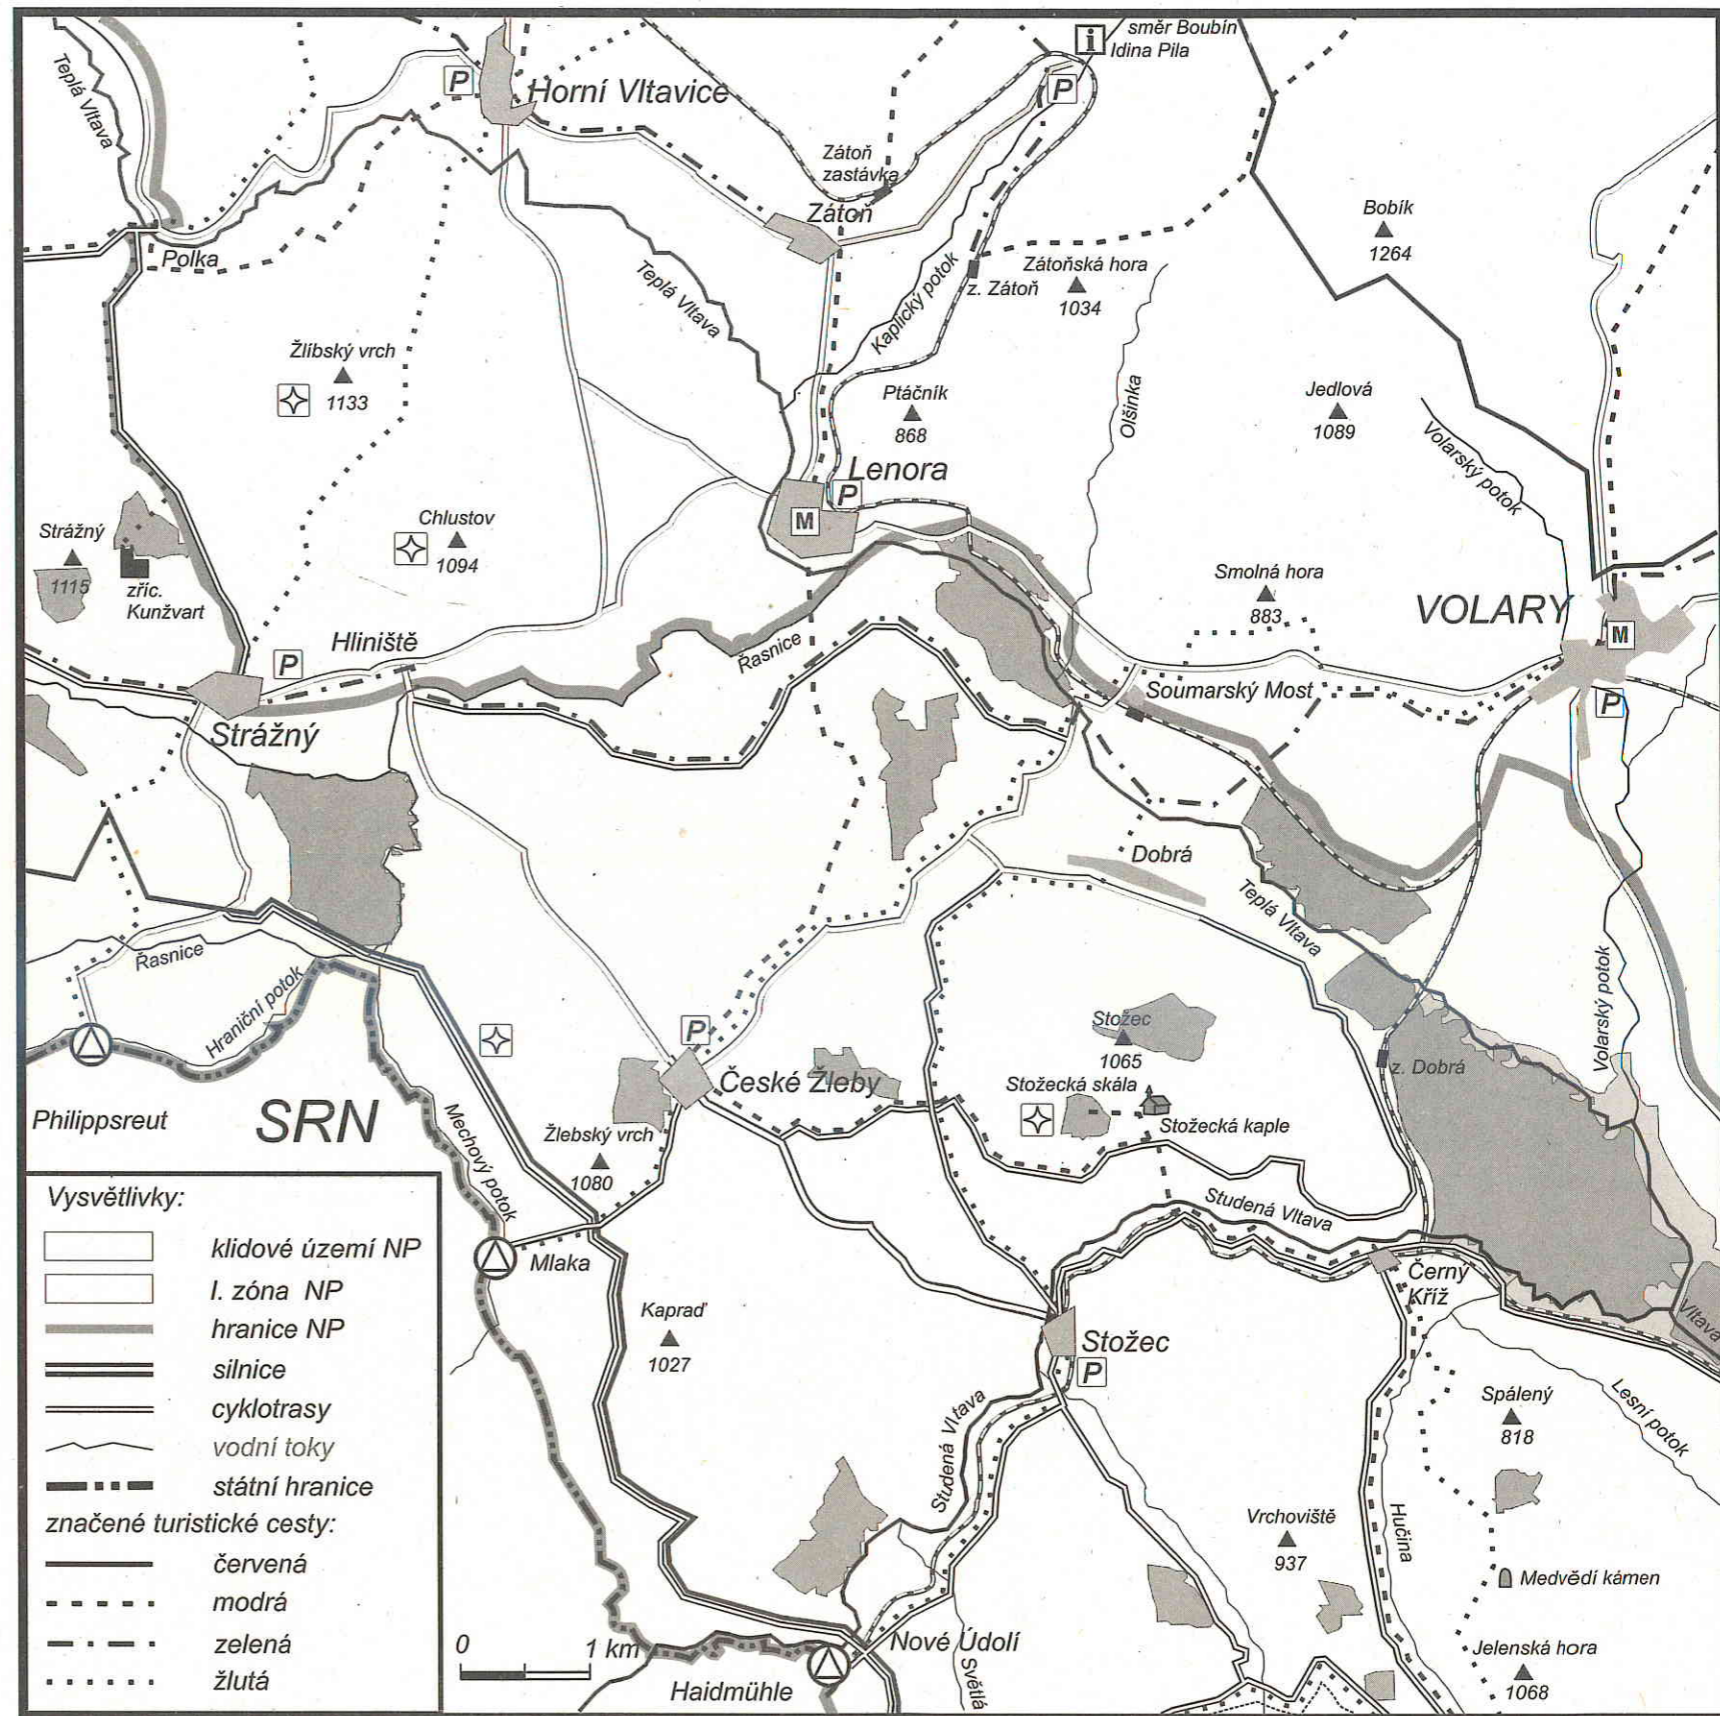 směr Boubín
Idina Pila
i
P
Teplá Vltava
P
Horní Vltavice
Zátoň
zastávka
Zátoň
Bobík
1264
Polka
Teplá Vltava
Kaplický potok
z. Zátoň
Zátoňská hora
1034
Žlíbský vrch
1133
Ptáčník
868
Olšinka
Jedlová
1089
Volarský potok
Lenora
P
M
Strážný
1115
zříc.
Kunžvart
Chlustov
1094
Smolná hora
883
VOLARY
M
P
Hliniště
P
Řasnice
Soumarský Most
Strážný
Dobrá
Teplá Vltava
Řasnice
Hraniční potok
Volarský potok
Stožec
1065
z. Dobrá
P
České Žleby
Stožecká skála
Stožecká kaple
Philippsreut
SRN
Mechový potok
Žlebský vrch
1080
Studená Vltava
Mlaka
Černý
Kříž
Vltava
Kapraď
1027
Stožec
P
Spálený
818
Lesní potok
Studená Vltava
Vrchoviště
937
Hučina
Medvědí kámen
Nové Údolí
Světlá
Haidmühle
Jelenská hora
1068
Vysvětlivky:
klidové území NP
I. zóna NP
hranice NP
silnice
cyklotrasy
vodní toky
státní hranice
značené turistické cesty:
červená
modrá
zelená
žlutá
0 1 km